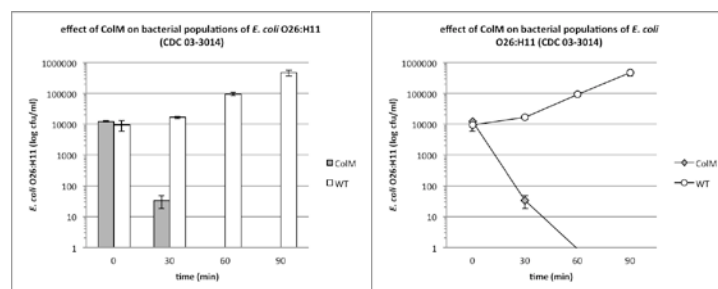 effect of ColM on bacterial populations of E. coli O26:H11
(CDC 03-3014)
E. coli O26:H11 (log cfu/ml)
1000000
100000
10000
1000
100
10
1
0
30
60
90
time (min)
ColM
WT
effect of ColM on bacterial populations of E. coli
O26:H11 (CDC 03-3014)
E. coli O26:H11 (log cfu/ml)
1000000
100000
10000
1000
100
10
1
0
30
60
90
time (min)
ColM
WT